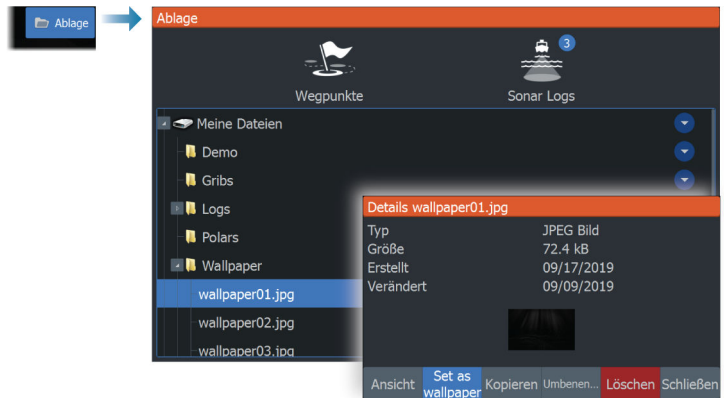 Ablage
Ablage
3
Wegpunkte
Sonar Logs
Meine Dateien
Demo
Gribs
Logs
Polars
Wallpaper
wallpaper01.jpg
wallpaper02.jpg
wallpaper03.jpg
Details wallpaper01.jpg
Typ JPEG Bild
Größe 72.4 kB
Erstellt 09/17/2019
Verändert 09/09/2019
Ansicht
Set as
wallpaper
Kopieren
Umbenen...
Löschen
Schließen